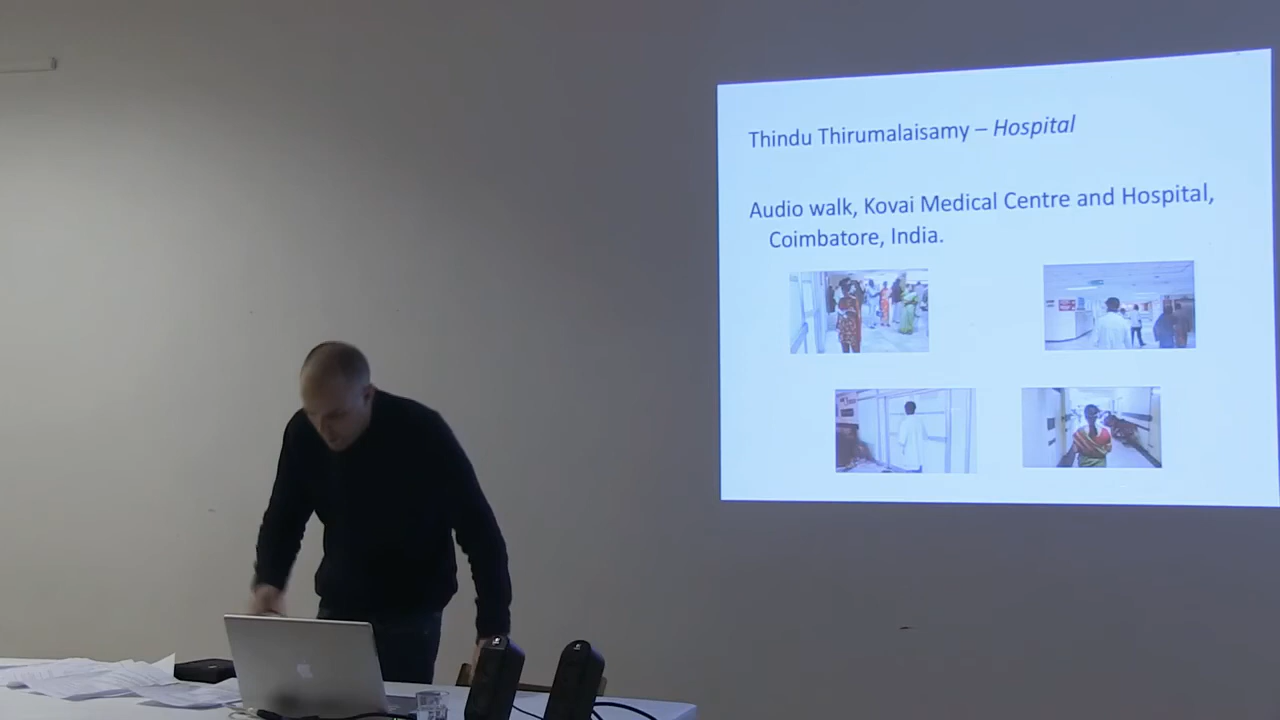 Thindu Thirumalaisamy – Hospital
Audio walk, Kovai Medical Centre and Hospital,
Coimbatore, India.